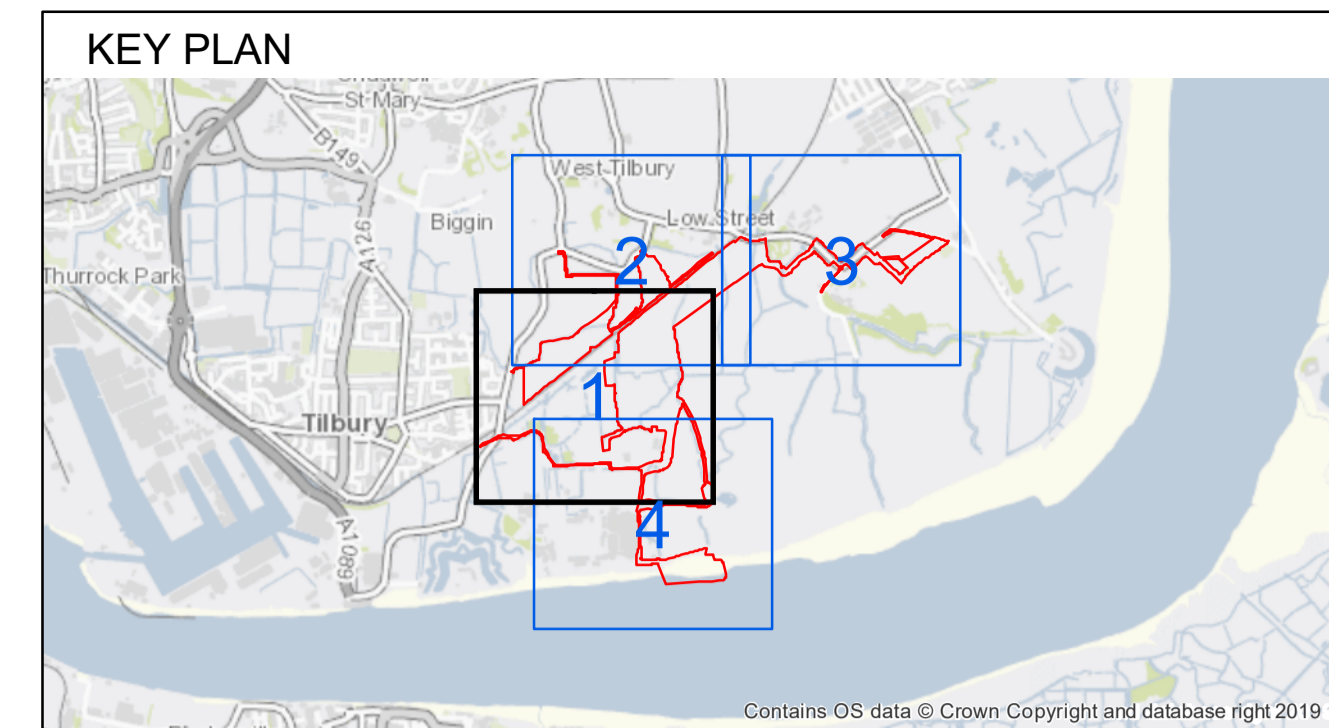 KEY PLAN
St Mary
B149
West Tilbury
Biggin
Low Street
A126
Thurrock Park
2
3
1
Tilbury
4
A1089
Contains OS data © Crown Copyright and database right 2019